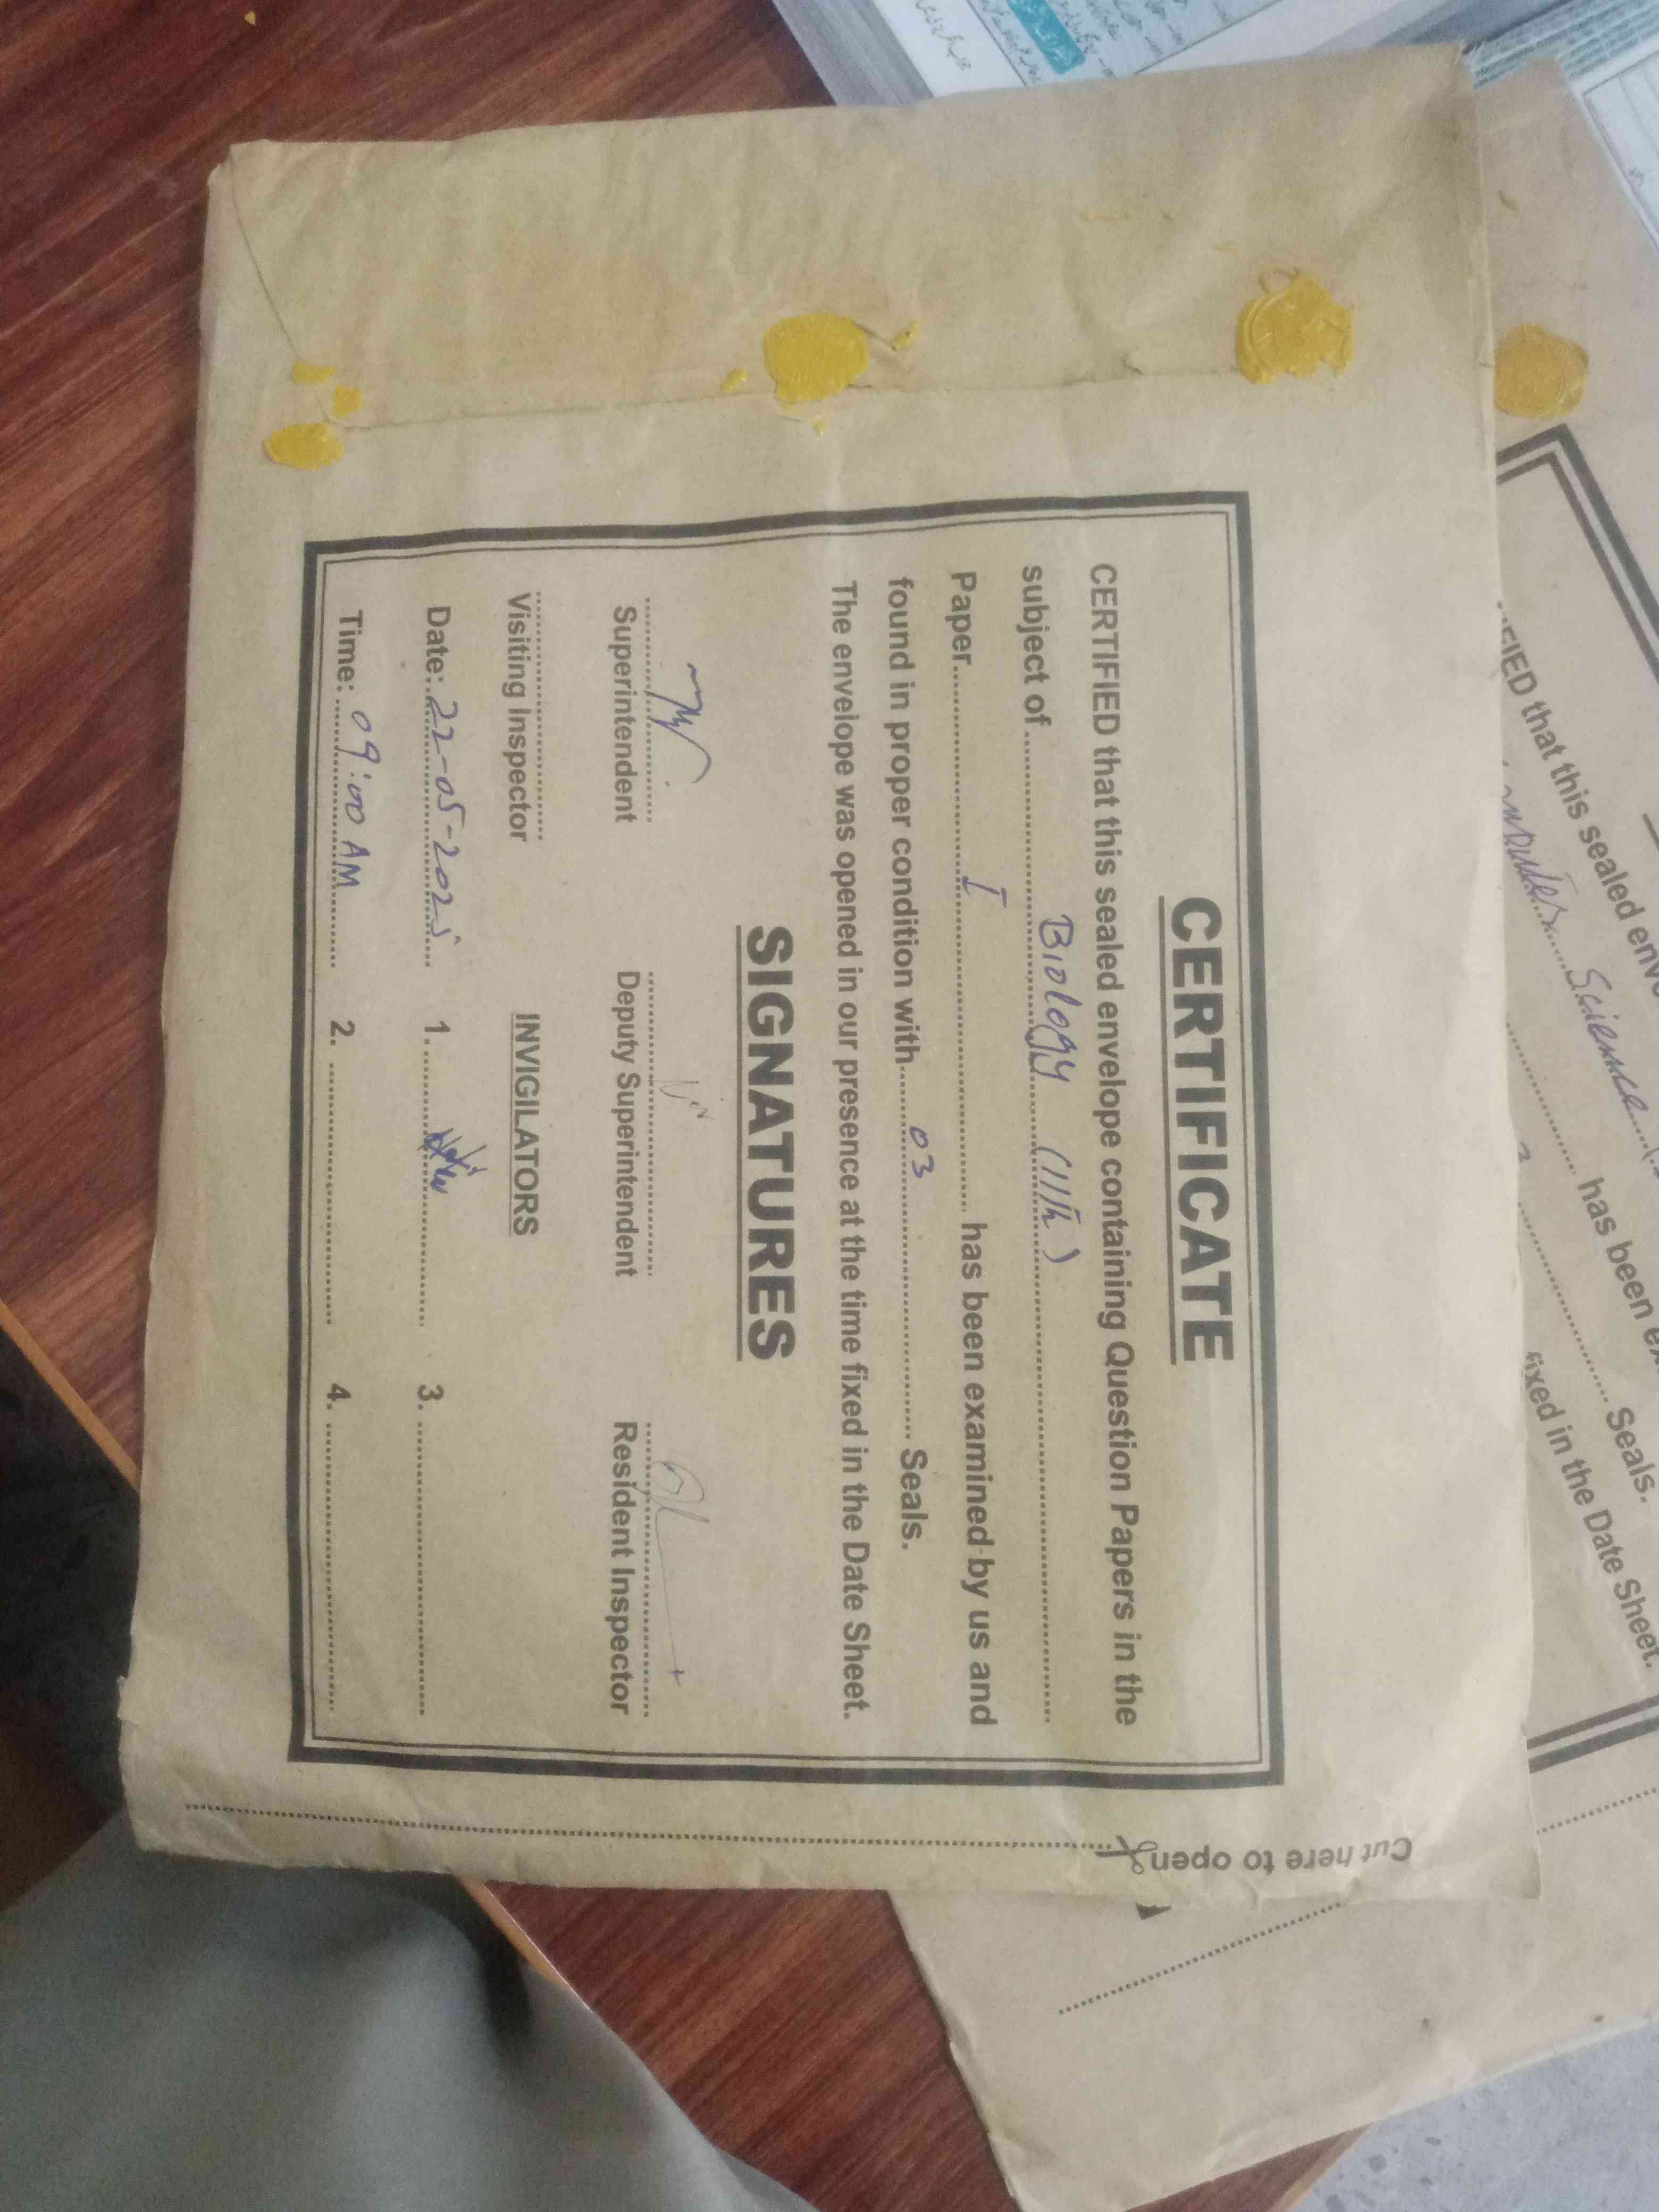 CERTIFICATE
CERTIFIED that this sealed envelope containing Question Papers in the
subject of Biology (11th)
Paper I has been examined by us and
found in proper condition with 03 Seals.
The envelope was opened in our presence at the time fixed in the Date Sheet.
SIGNATURES
Superintendent Deputy Superintendent Resident Inspector
Visiting Inspector INVIGILATORS
Date: 22-05-2025 1. 3.
Time: 09:00 AM 2. 4.
Cut here to open
that this sealed
Science
has been
Seals.
fixed in the Date Sheet.